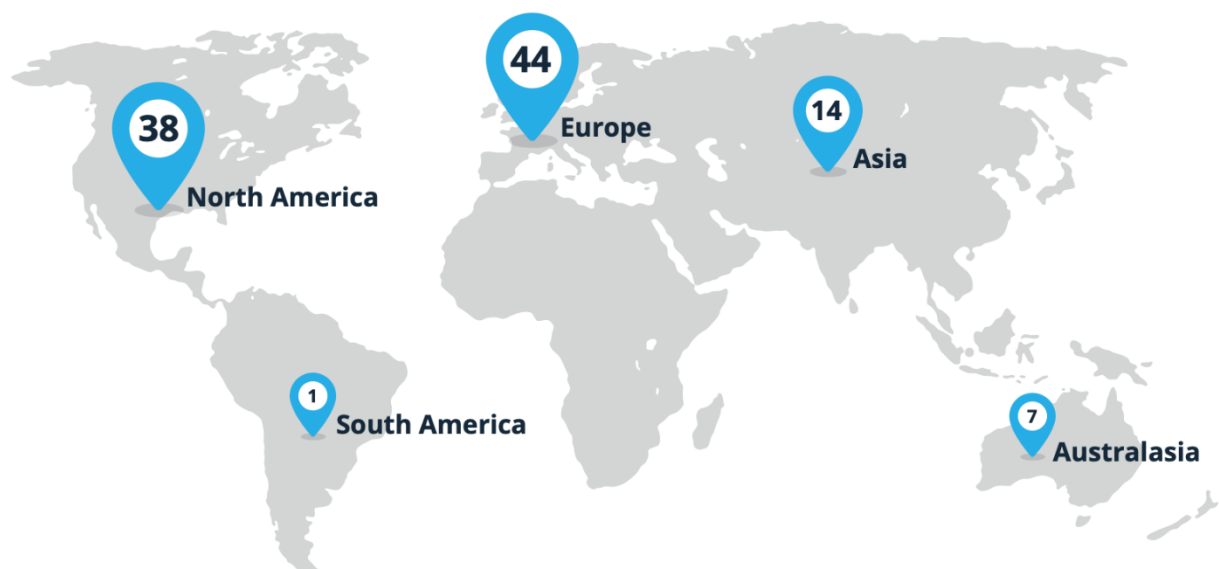 44
Europe
38
North America
14
Asia
1
South America
7
Australasia